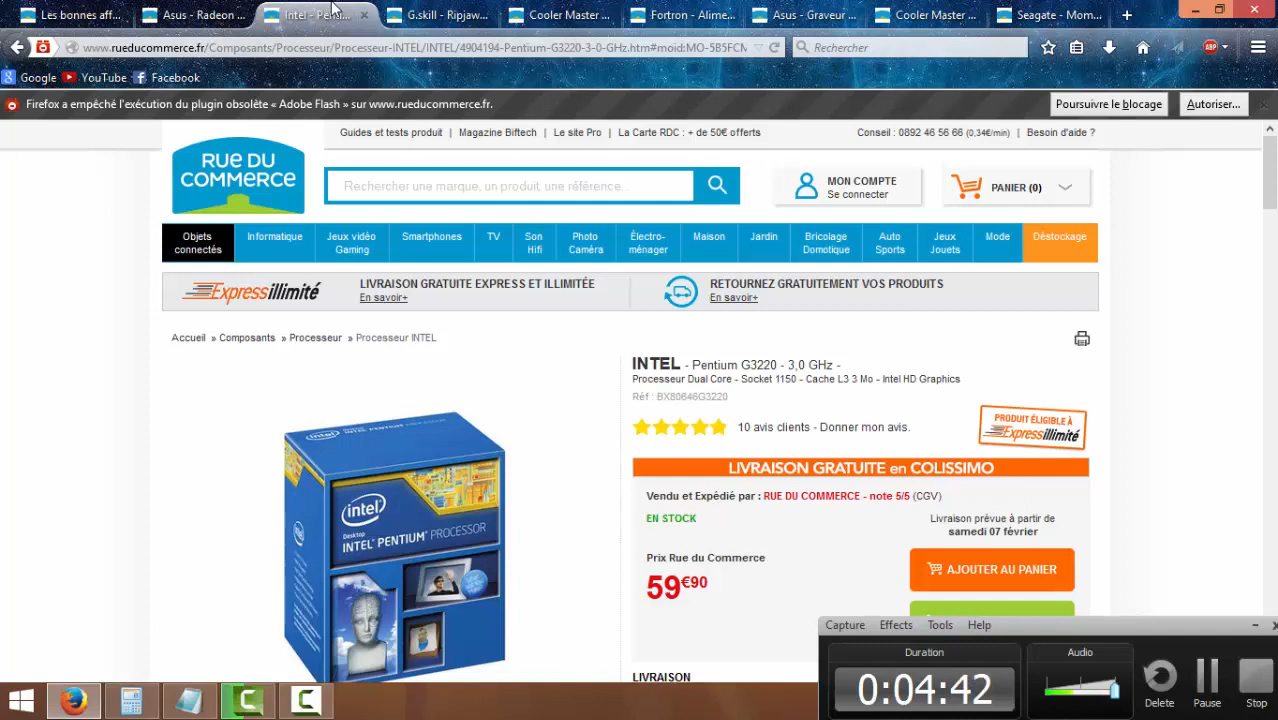 Les bonnes aff...
Asus - Radeon ...
Intel - Pentiu...
G.skill - Ripjaw...
Cooler Master ...
Fortron - Alime...
Asus - Graveur ...
Cooler Master ...
Seagate - Mom...
www.rueducommerce.fr/Composants/Processeur/Processeur-INTEL/INTEL/4904194-Pentium-G3220-3-0-GHz.htm#moid:MO-5B5FCM
Rechercher
ABP
Google
YouTube
Facebook
Firefox a empêché l'exécution du plugin obsolète « Adobe Flash » sur www.rueducommerce.fr.
Poursuivre le blocage
Autoriser...
Guides et tests produit | Magazine Biftech | Le site Pro | La Carte RDC : + de 50€ offerts
Conseil : 0892 46 56 66 (0,34€/min) | Besoin d'aide ?
RUE DU
COMMERCE
Rechercher une marque, un produit, une référence...
MON COMPTE
Se connecter
PANIER (0)
Objets
connectés
Informatique
Jeux vidéo
Gaming
Smartphones
TV
Son
Hifi
Photo
Caméra
Électro-
ménager
Maison
Jardin
Bricolage
Domotique
Auto
Sports
Jeux
Jouets
Mode
Déstockage
Expressillimité
LIVRAISON GRATUITE EXPRESS ET ILLIMITÉE
En savoir+
RETOURNEZ GRATUITEMENT VOS PRODUITS
En savoir+
Accueil » Composants » Processeur » Processeur INTEL
INTEL - Pentium G3220 - 3,0 GHz -
Processeur Dual Core - Socket 1150 - Cache L3 3 Mo - Intel HD Graphics
Réf : BX80646G3220
10 avis clients - Donner mon avis.
PRODUIT ÉLIGIBLE À
Expressillimité
LIVRAISON GRATUITE en COLISSIMO
Vendu et Expédié par : RUE DU COMMERCE - note 5/5 (CGV)
EN STOCK
Livraison prévue à partir de
samedi 07 février
Prix Rue du Commerce
59€90
AJOUTER AU PANIER
LIVRAISON
intel
Desktop
INTEL® PENTIUM® PROCESSOR
Capture Effects Tools Help
Duration
0:04:42
Audio
Delete
Pause
Stop